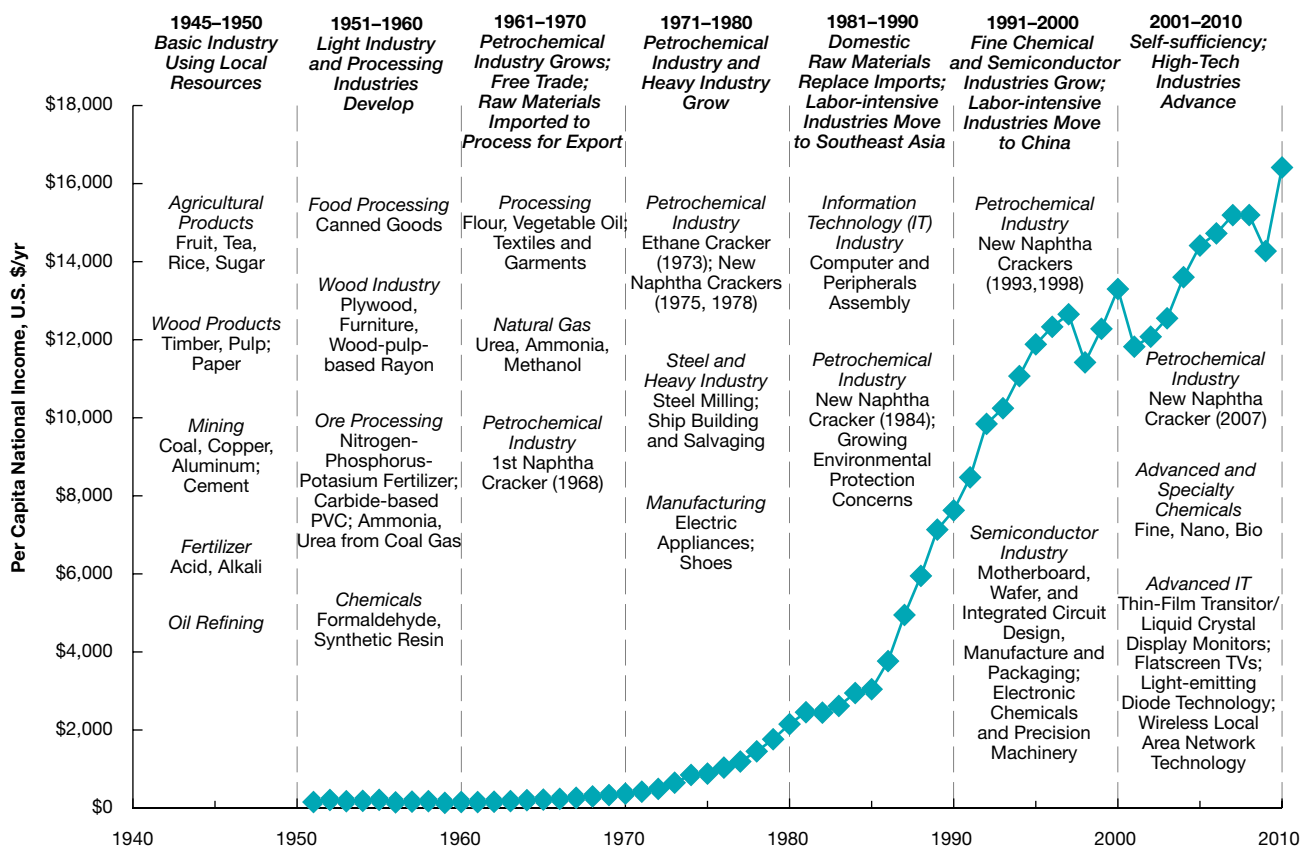 1945–1950
Basic Industry
Using Local
Resources
1951–1960
Light Industry
and Processing
Industries
Develop
1961–1970
Petrochemical
Industry Grows;
Free Trade;
Raw Materials
Imported to
Process for Export
1971–1980
Petrochemical
Industry and
Heavy Industry
Grow
1981–1990
Domestic
Raw Materials
Replace Imports;
Labor-intensive
Industries Move
to Southeast Asia
1991–2000
Fine Chemical
and Semiconductor
Industries Grow;
Labor-intensive
Industries Move
to China
2001–2010
Self-sufficiency;
High-Tech
Industries
Advance
Per Capita National Income, U.S. $/yr
$18,000
$16,000
$14,000
$12,000
$10,000
$8,000
$6,000
$4,000
$2,000
$0
Agricultural
Products
Fruit, Tea,
Rice, Sugar
Wood Products
Timber, Pulp;
Paper
Mining
Coal, Copper,
Aluminum;
Cement
Fertilizer
Acid, Alkali
Oil Refining
Food Processing
Canned Goods
Wood Industry
Plywood,
Furniture,
Wood-pulp-
based Rayon
Ore Processing
Nitrogen-
Phosphorus-
Potasium Fertilizer;
Carbide-based
PVC; Ammonia,
Urea from Coal Gas
Chemicals
Formaldehyde,
Synthetic Resin
Processing
Flour, Vegetable Oil;
Textiles and
Garments
Natural Gas
Urea, Ammonia,
Methanol
Petrochemical
Industry
1st Naphtha
Cracker (1968)
Petrochemical
Industry
Ethane Cracker
(1973); New
Naphtha Crackers
(1975, 1978)
Steel and
Heavy Industry
Steel Milling;
Ship Building
and Salvaging
Manufacturing
Electric
Appliances;
Shoes
Information
Technology (IT)
Industry
Computer and
Peripherals
Assembly
Petrochemical
Industry
New Naphtha
Cracker (1984);
Growing
Environmental
Protection
Concerns
Petrochemical
Industry
New Naphtha
Crackers
(1993,1998)
Semiconductor
Industry
Motherboard,
Wafer, and
Integrated Circuit
Design,
Manufacture and
Packaging;
Electronic
Chemicals
and Precision
Machinery
Petrochemical
Industry
New Naphtha
Cracker (2007)
Advanced and
Specialty
Chemicals
Fine, Nano, Bio
Advanced IT
Thin-Film Transitor/
Liquid Crystal
Display Monitors;
Flatscreen TVs;
Light-emitting
Diode Technology;
Wireless Local
Area Network
Technology
1940
1950
1960
1970
1980
1990
2000
2010